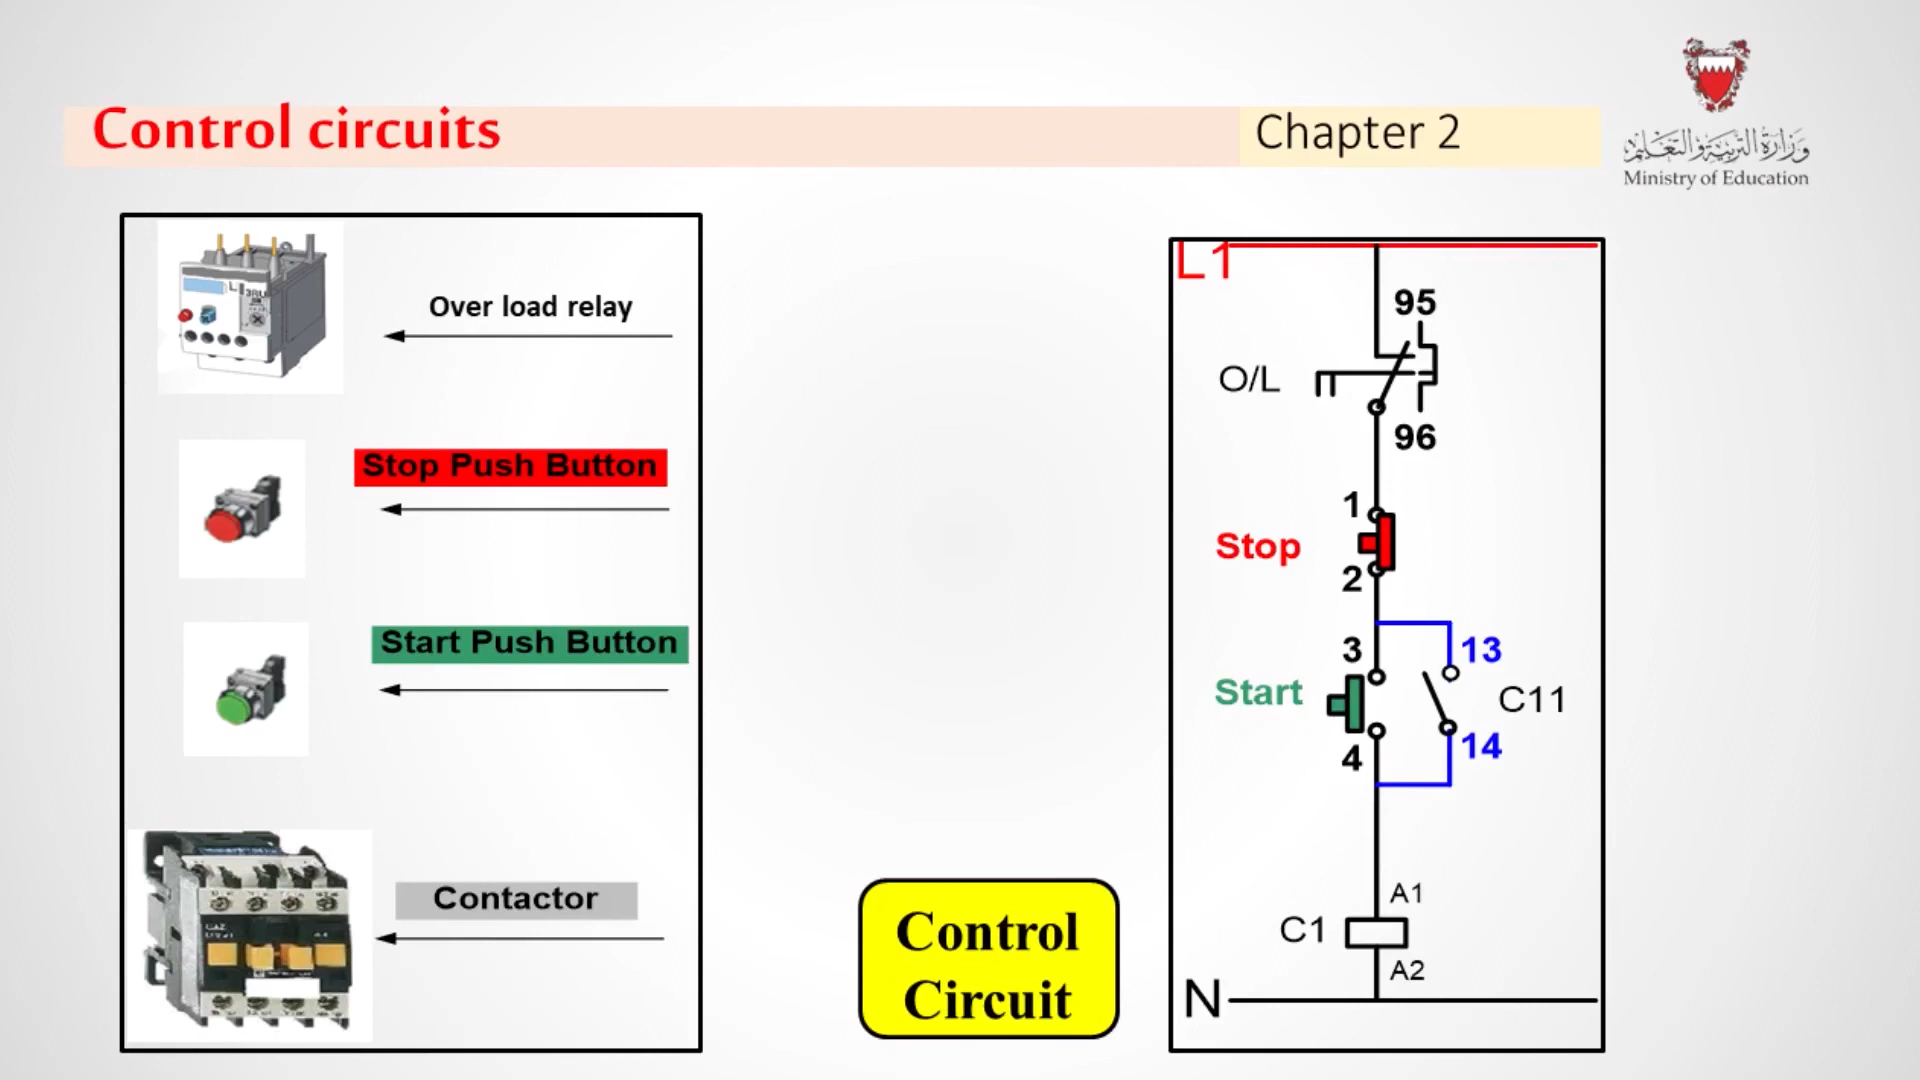 Control circuits
Chapter 2
وزارة التربية والتعليم
Ministry of Education
Over load relay
Stop Push Button
Start Push Button
Contactor
Control
Circuit
L1
95
O/L
96
1
Stop
2
3
13
Start
C11
4
14
A1
C1
A2
N